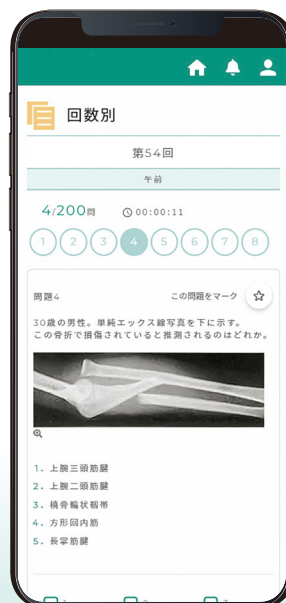 回数別
第54回
午前
4/200問 00:00:11
1 2 3 4 5 6 7 8
問題4 この問題をマーク
30歳の男性。単純エックス線写真を下に示す。
この骨折で損傷されていると推測されるのはどれか。
1. 上腕三頭筋腱
2. 上腕二頭筋腱
3. 橈骨輪状靱帯
4. 方形回内筋
5. 長掌筋腱